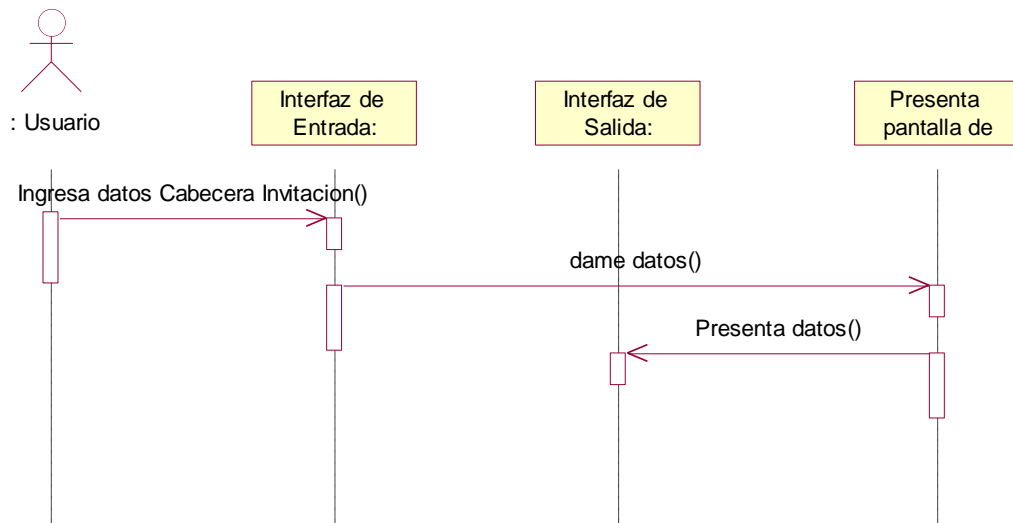 : Usuario
Interfaz de
Entrada:
Interfaz de
Salida:
Presenta
pantalla de
Ingresa datos Cabecera Invitacion()
dame datos()
Presenta datos()